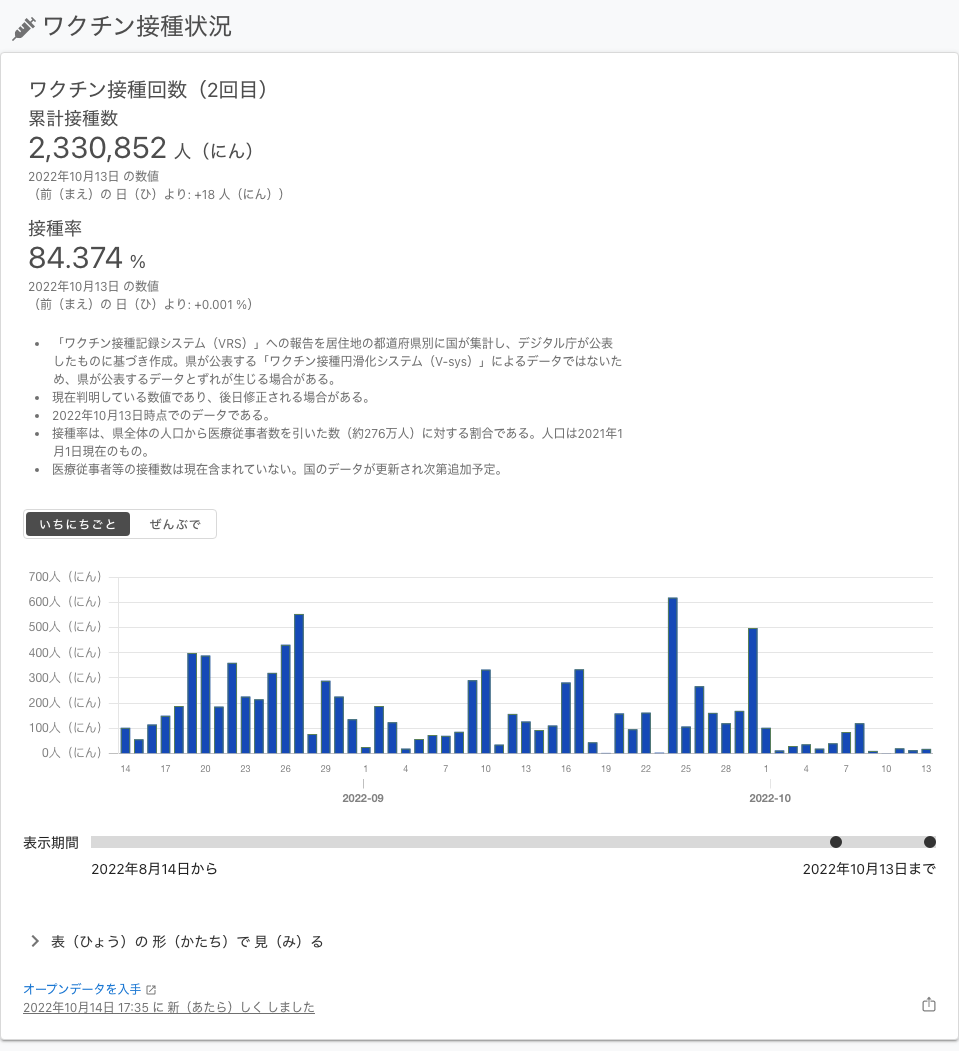 ワクチン接種状況
ワクチン接種回数（2回目）
累計接種数
2,330,852 人（にん）
2022年10月13日 の数値
（前（まえ）の 日（ひ）より: +18 人（にん））
接種率
84.374 %
2022年10月13日 の数値
（前（まえ）の 日（ひ）より: +0.001 %）
• 「ワクチン接種記録システム（VRS）」への報告を居住地の都道府県別に国が集計し、デジタル庁が公表
したものに基づき作成。県が公表する「ワクチン接種円滑化システム（V-sys）」によるデータではないた
め、県が公表するデータとずれが生じる場合がある。
• 現在判明している数値であり、後日修正される場合がある。
• 2022年10月13日時点でのデータである。
• 接種率は、県全体の人口から医療従事者数を引いた数（約276万人）に対する割合である。人口は2021年1
月1日現在のもの。
• 医療従事者等の接種数は現在含まれていない。国のデータが更新され次第追加予定。
いちにちごと ぜんぶで
700人（にん）
600人（にん）
500人（にん）
400人（にん）
300人（にん）
200人（にん）
100人（にん）
0人（にん）
14 17 20 23 26 29 1 4 7 10 13 16 19 22 25 28 1 4 7 10 13
2022-09 2022-10
表示期間
2022年8月14日から 2022年10月13日まで
表（ひょう）の 形（かたち）で 見（み）る
オープンデータを入手
2022年10月14日 17:35 に 新（あたら）しく しました